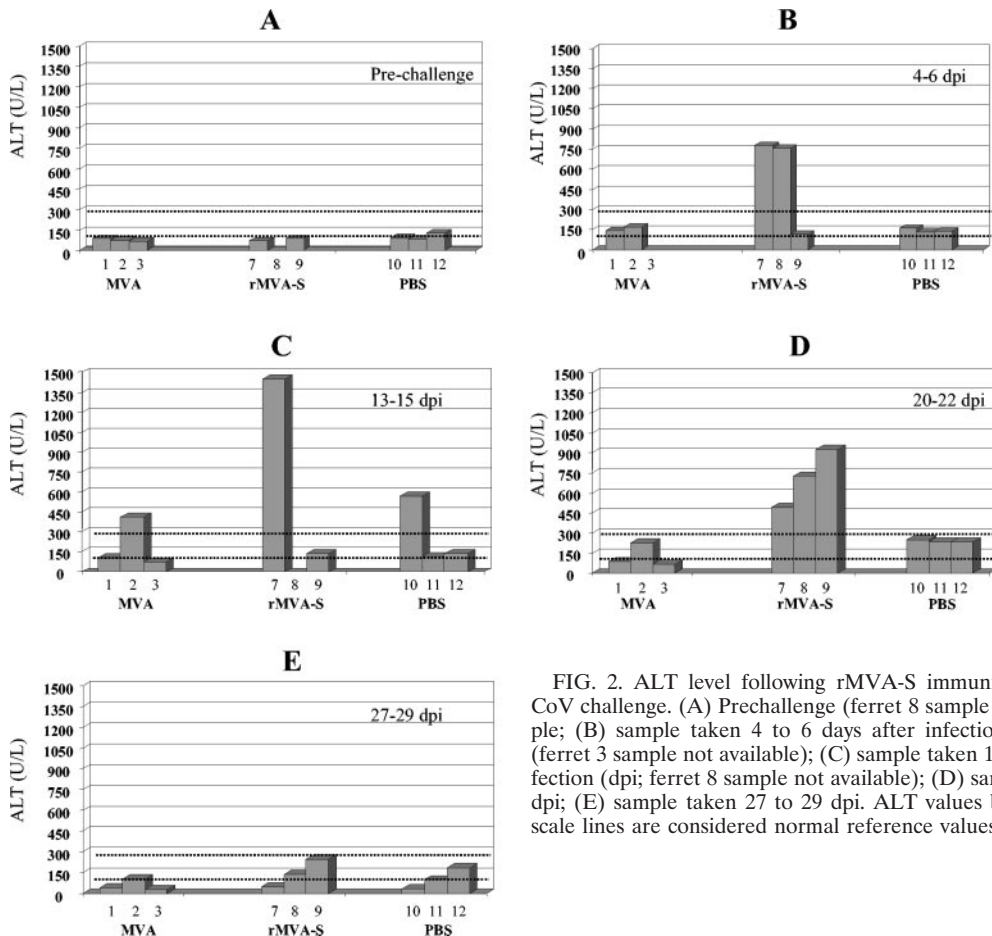 A
Pre-challenge
ALT (U/L)
1500
1350
1200
1050
900
750
600
450
300
150
0
1 2 3 7 8 9 10 11 12
MVA rMVA-S PBS
B
4-6 dpi
ALT (U/L)
1500
1350
1200
1050
900
750
600
450
300
150
0
1 2 3 7 8 9 10 11 12
MVA rMVA-S PBS
C
13-15 dpi
ALT (U/L)
1500
1350
1200
1050
900
750
600
450
300
150
0
1 2 3 7 8 9 10 11 12
MVA rMVA-S PBS
D
20-22 dpi
ALT (U/L)
1500
1350
1200
1050
900
750
600
450
300
150
0
1 2 3 7 8 9 10 11 12
MVA rMVA-S PBS
E
27-29 dpi
ALT (U/L)
1500
1350
1200
1050
900
750
600
450
300
150
0
1 2 3 7 8 9 10 11 12
MVA rMVA-S PBS
FIG. 2. ALT level following rMVA-S immuni
CoV challenge. (A) Prechallenge (ferret 8 sample
ple; (B) sample taken 4 to 6 days after infectio
(ferret 3 sample not available); (C) sample taken 1
fection (dpi; ferret 8 sample not available); (D) sam
dpi; (E) sample taken 27 to 29 dpi. ALT values b
scale lines are considered normal reference values